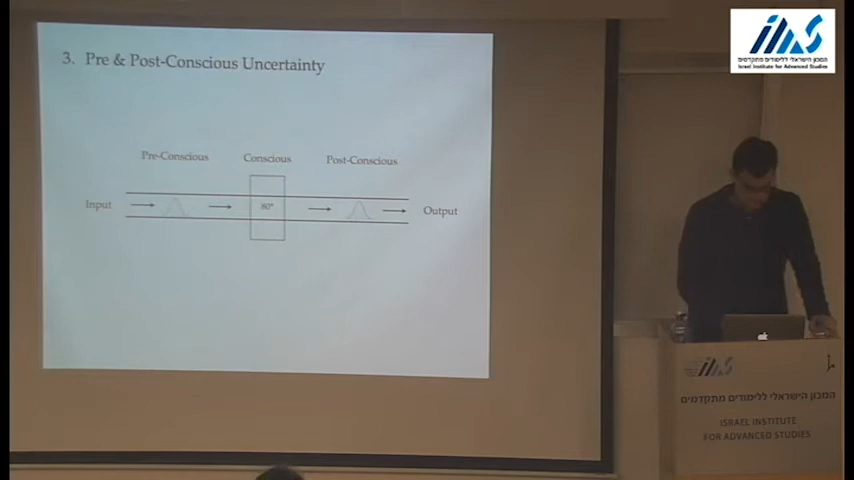 3. Pre & Post-Conscious Uncertainty
Pre-Conscious Conscious Post-Conscious
Input 80° Output
המכון הישראלי ללימודים מתקדמים
Israel Institute for Advanced Studies
המכון הישראלי ללימודים מתקדמים
ISRAEL INSTITUTE
FOR ADVANCED STUDIES